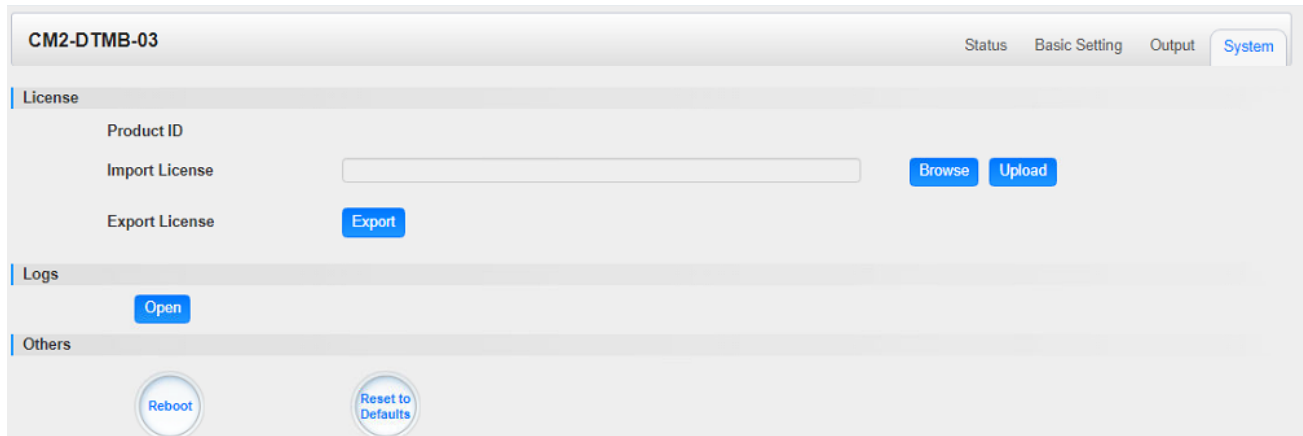 CM2-DTMB-03
Status Basic Setting Output System
License
Product ID
Import License Browse Upload
Export License Export
Logs
Open
Others
Reboot Reset to
Defaults